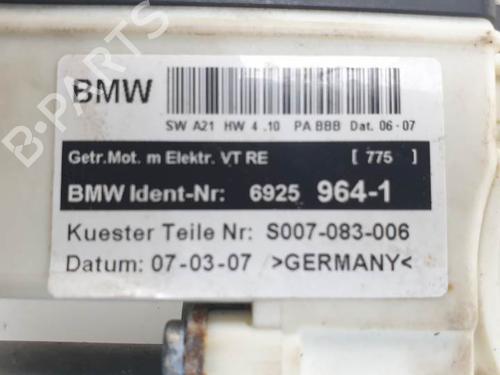 B-PARTS
BMW
SW A21 HW 4 .10 PA BBB Dat. 06-07
Getr.Mot. m Elektr. VT RE [ 775 ]
BMW Ident-Nr: 6925 964-1
Kuester Teile Nr: S007-083-006
Datum: 07-03-07 >GERMANY<